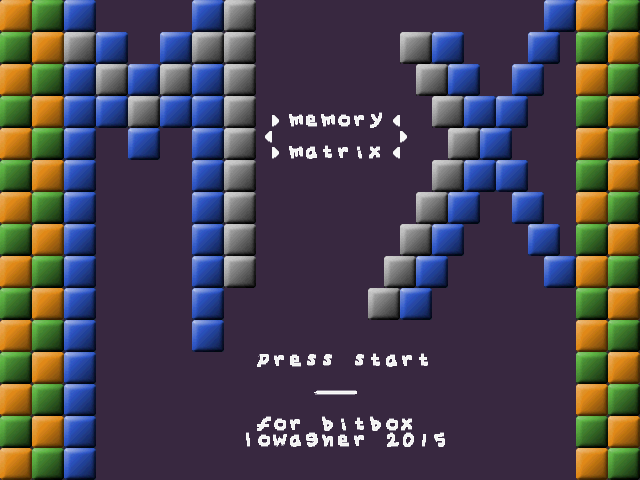 memory
matrix
press start
for bitbox
lowagner 2015